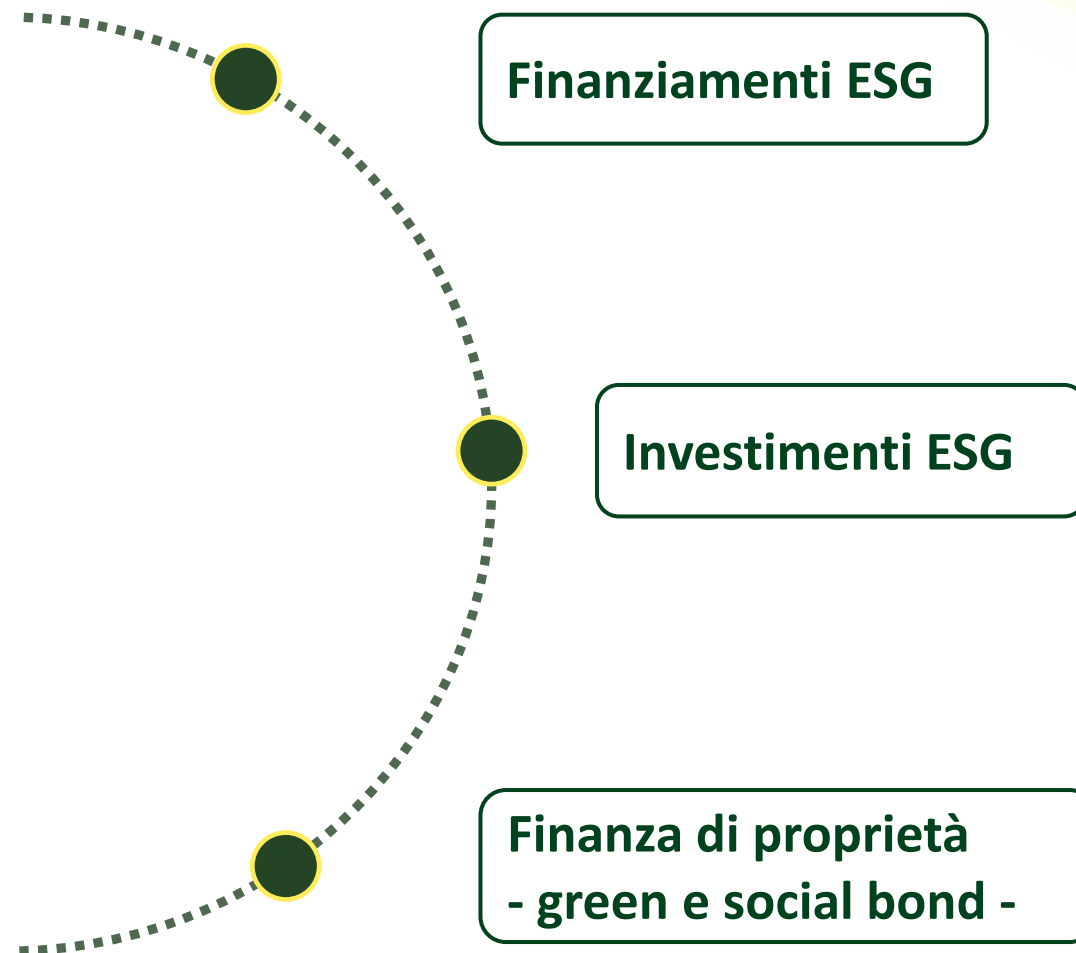 Finanziamenti ESG
Investimenti ESG
Finanza di proprietà
- green e social bond -